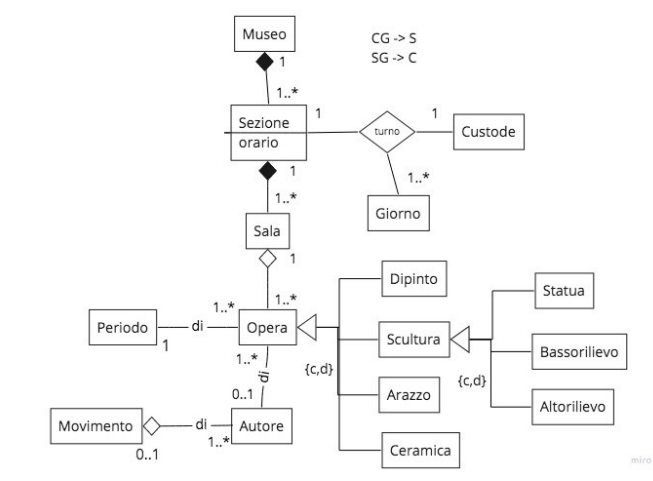 Museo
CG -> S
SG -> C
1
1..*
Sezione
orario
1
turno
1
Custode
1
1..*
1..*
Giorno
Sala
1
Dipinto
Statua
1..*
1..*
Periodo
di
Opera
Scultura
1
Bassorilievo
1..*
di
{c,d}
{c,d}
0..1
Arazzo
Altorilievo
Movimento
di
Autore
1..*
0..1
Ceramica
miro